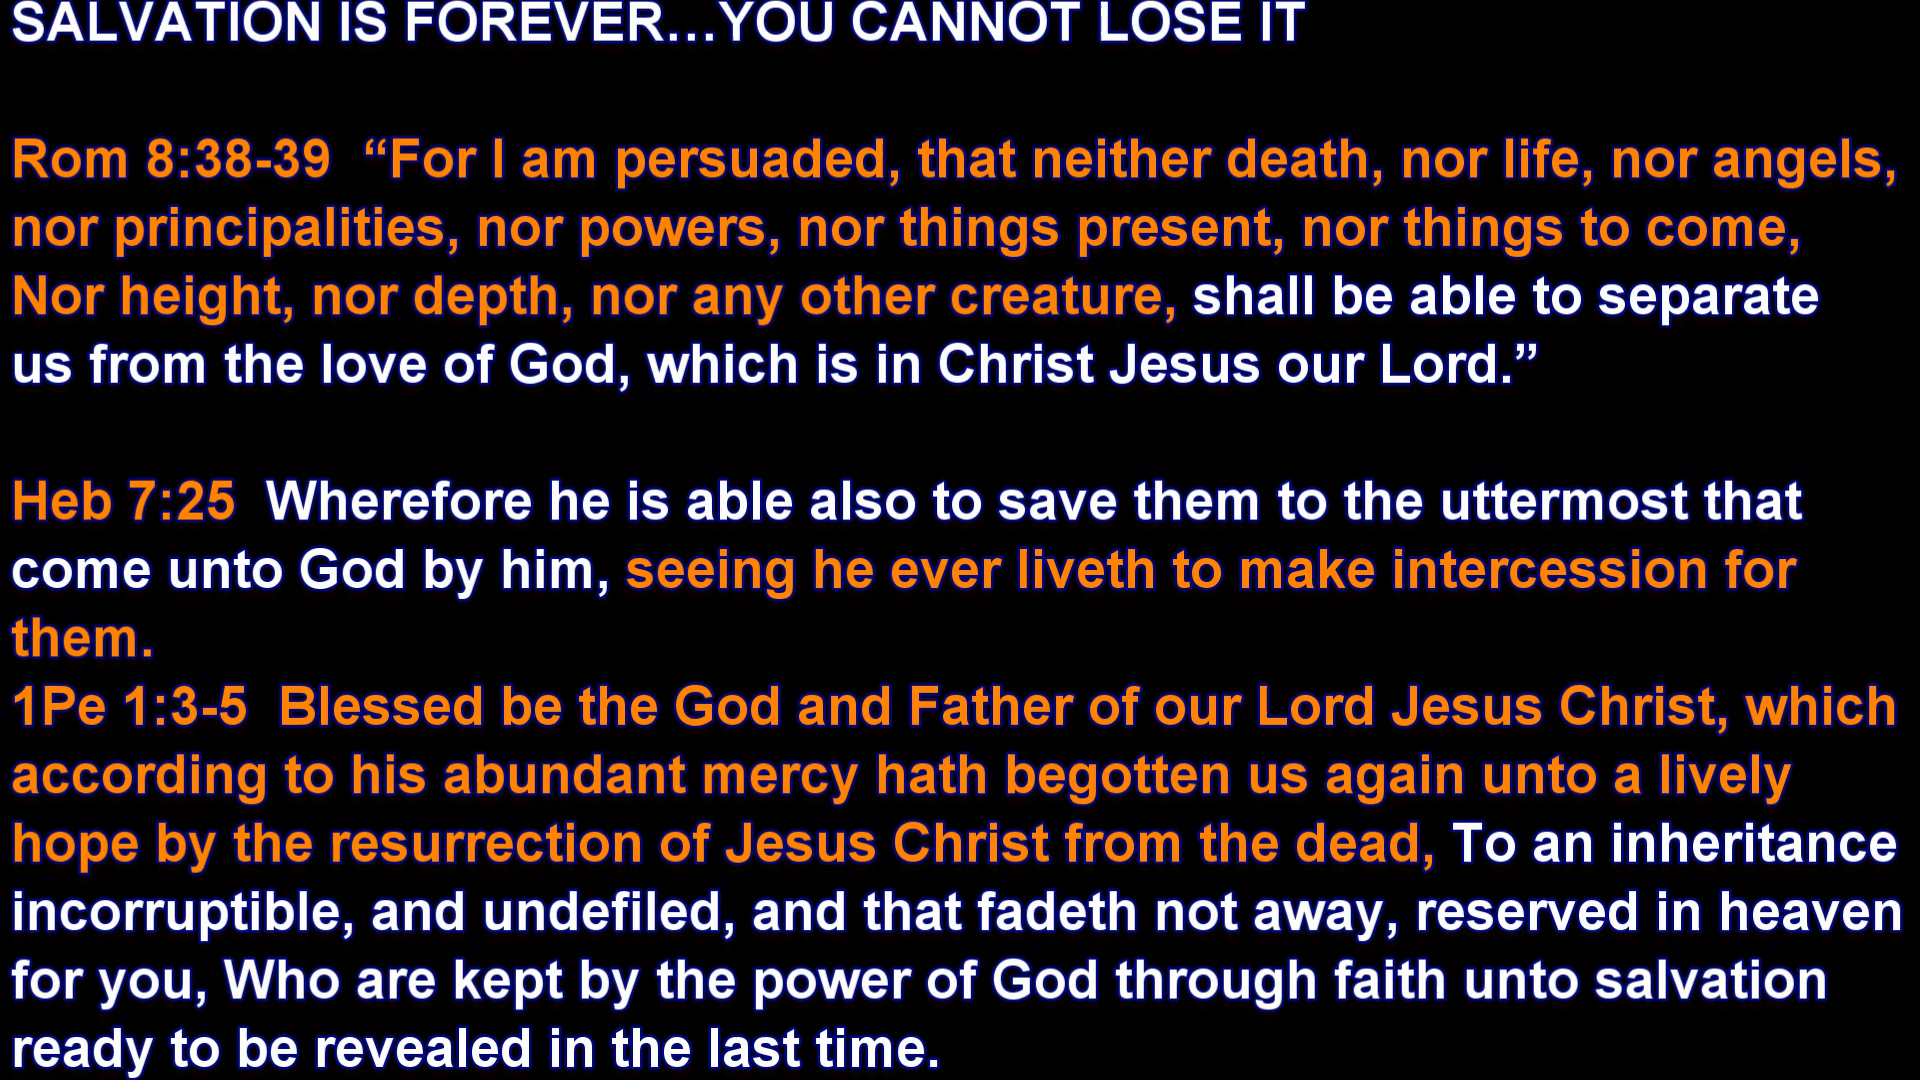 SALVATION IS FOREVER...YOU CANNOT LOSE IT
Rom 8:38-39 “For I am persuaded, that neither death, nor life, nor angels,
nor principalities, nor powers, nor things present, nor things to come,
Nor height, nor depth, nor any other creature, shall be able to separate
us from the love of God, which is in Christ Jesus our Lord.”
Heb 7:25 Wherefore he is able also to save them to the uttermost that
come unto God by him, seeing he ever liveth to make intercession for
them.
1Pe 1:3-5 Blessed be the God and Father of our Lord Jesus Christ, which
according to his abundant mercy hath begotten us again unto a lively
hope by the resurrection of Jesus Christ from the dead, To an inheritance
incorruptible, and undefiled, and that fadeth not away, reserved in heaven
for you, Who are kept by the power of God through faith unto salvation
ready to be revealed in the last time.